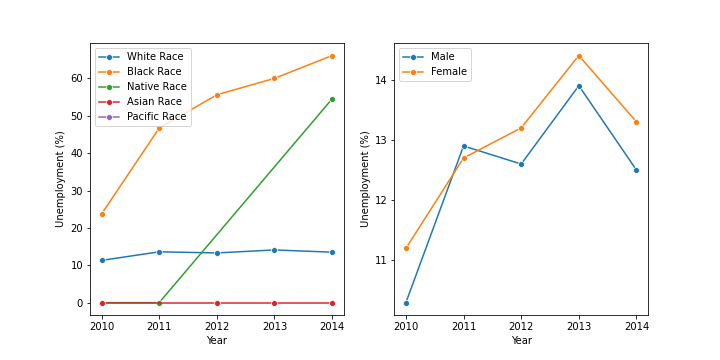 White Race
Black Race
Native Race
Asian Race
Pacific Race
Unemployment (%)
60
50
40
30
20
10
0
2010 2011 2012 2013 2014
Year
Male
Female
Unemployment (%)
14
13
12
11
2010 2011 2012 2013 2014
Year